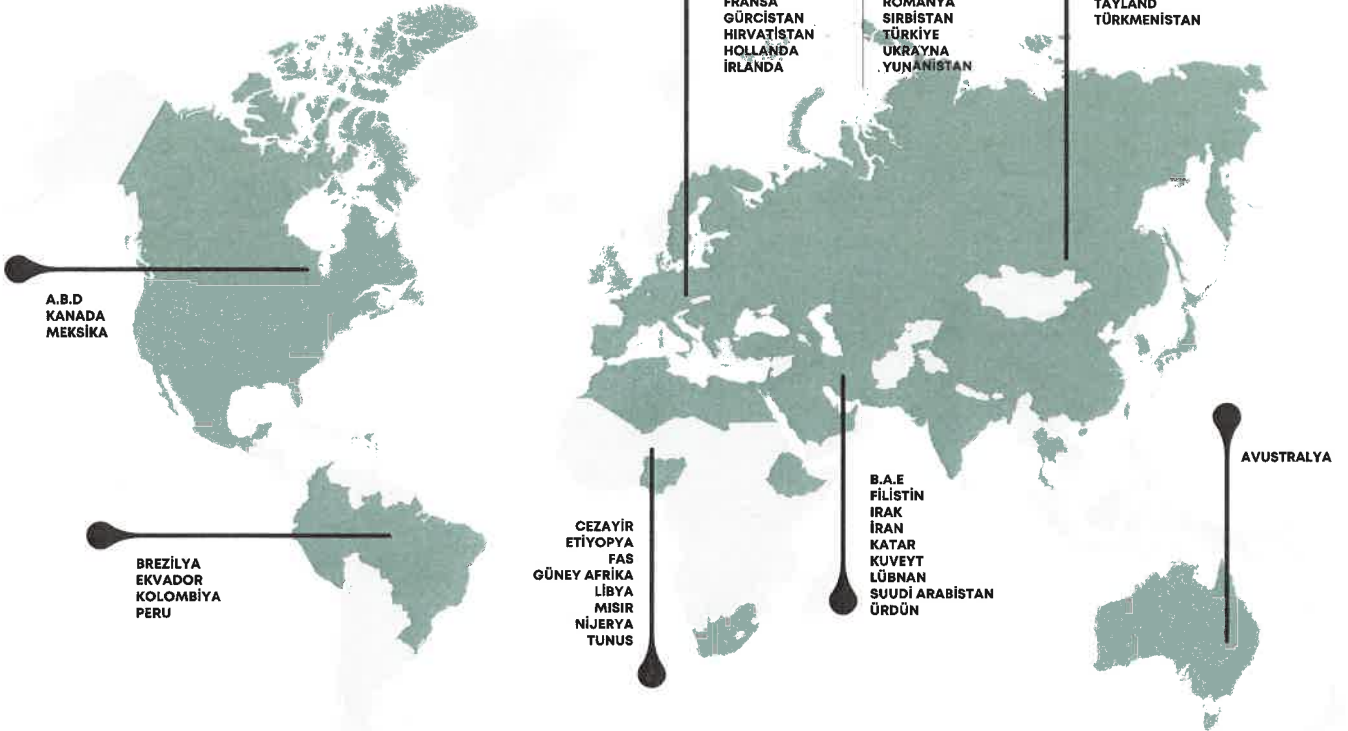 FRANSA
GÜRCİSTAN
HIRVATİSTAN
HOLLANDA
İRLANDA
ROMANYA
SIRBİSTAN
TÜRKİYE
UKRAYNA
YUNANİSTAN
TAYLAND
TÜRKMENİSTAN
A.B.D
KANADA
MEKSİKA
BREZİLYA
EKVADOR
KOLOMBİYA
PERU
CEZAYİR
ETİYOPYA
FAS
GÜNEY AFRİKA
LİBYA
MISIR
NİJERYA
TUNUS
B.A.E
FİLİSTİN
IRAK
İRAN
KATAR
KUVEYT
LÜBNAN
SUUDİ ARABİSTAN
ÜRDÜN
AVUSTRALYA